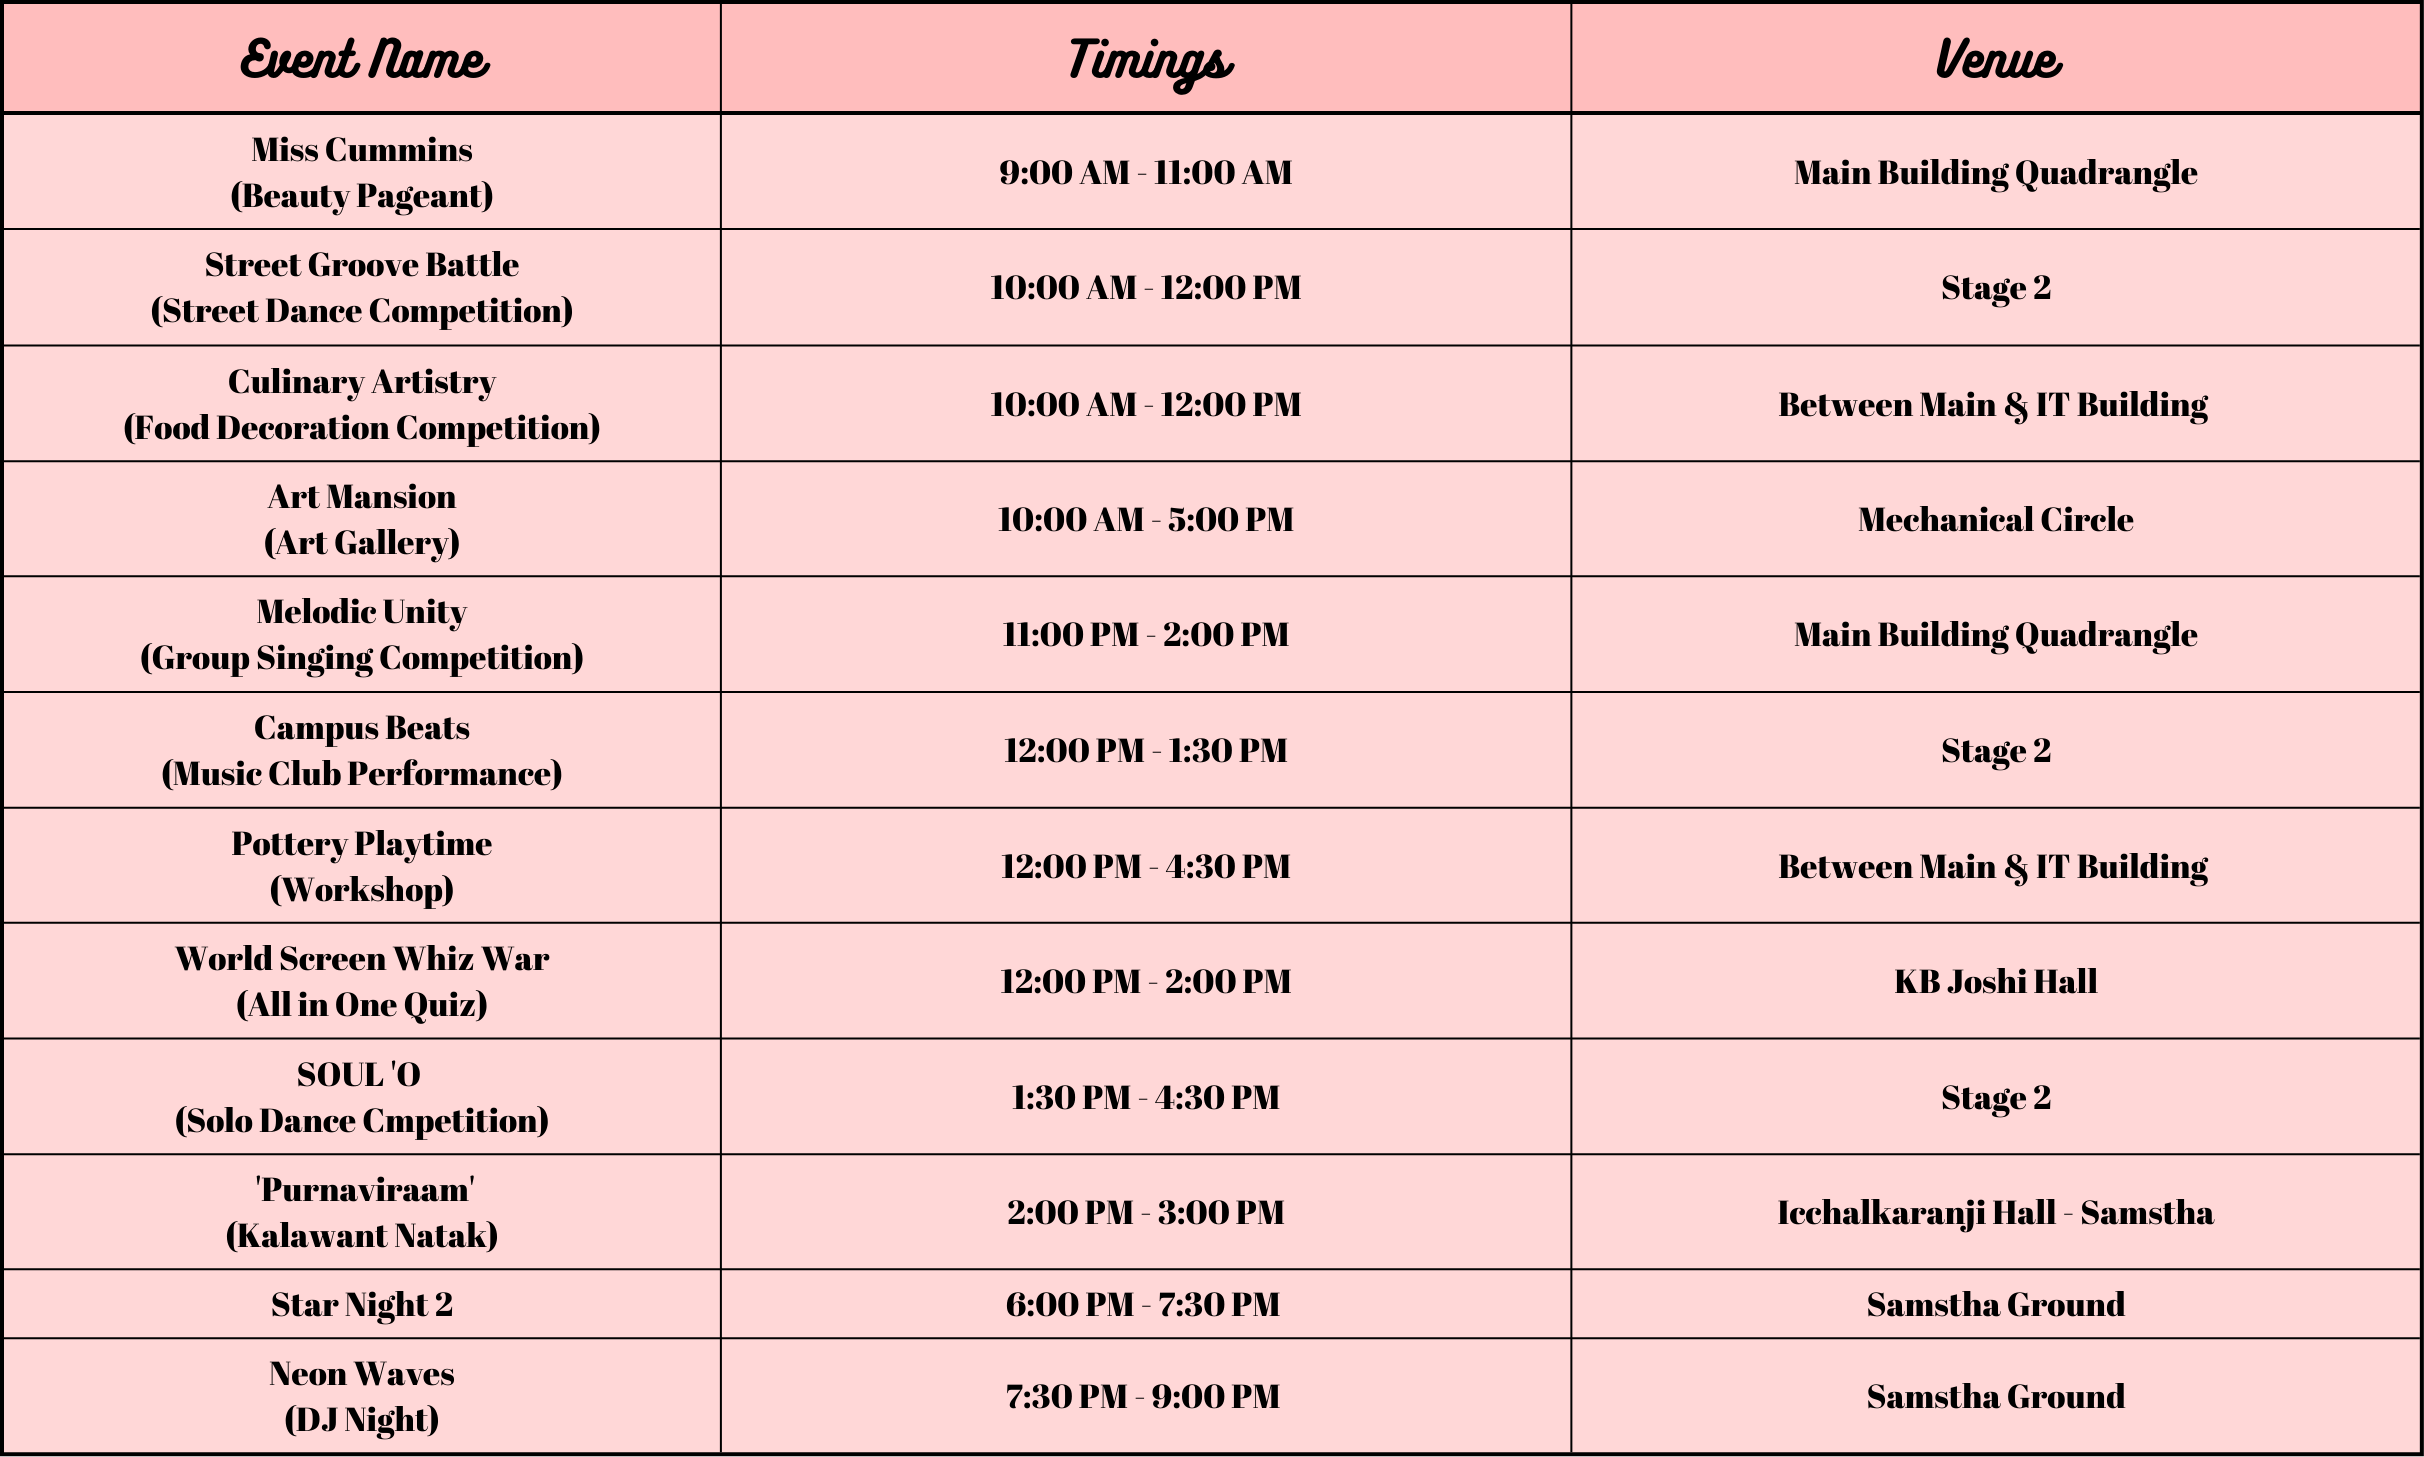 Event Name Timings Venue
Miss Cummins
(Beauty Pageant)
9:00 AM - 11:00 AM
Main Building Quadrangle
Street Groove Battle
(Street Dance Competition)
10:00 AM - 12:00 PM
Stage 2
Culinary Artistry
(Food Decoration Competition)
10:00 AM - 12:00 PM
Between Main & IT Building
Art Mansion
(Art Gallery)
10:00 AM - 5:00 PM
Mechanical Circle
Melodic Unity
(Group Singing Competition)
11:00 PM - 2:00 PM
Main Building Quadrangle
Campus Beats
(Music Club Performance)
12:00 PM - 1:30 PM
Stage 2
Pottery Playtime
(Workshop)
12:00 PM - 4:30 PM
Between Main & IT Building
World Screen Whiz War
(All in One Quiz)
12:00 PM - 2:00 PM
KB Joshi Hall
SOUL 'O
(Solo Dance Cmpetition)
1:30 PM - 4:30 PM
Stage 2
'Purnaviraam'
(Kalawant Natak)
2:00 PM - 3:00 PM
Icchalkaranji Hall - Samstha
Star Night 2
6:00 PM - 7:30 PM
Samstha Ground
Neon Waves
(DJ Night)
7:30 PM - 9:00 PM
Samstha Ground